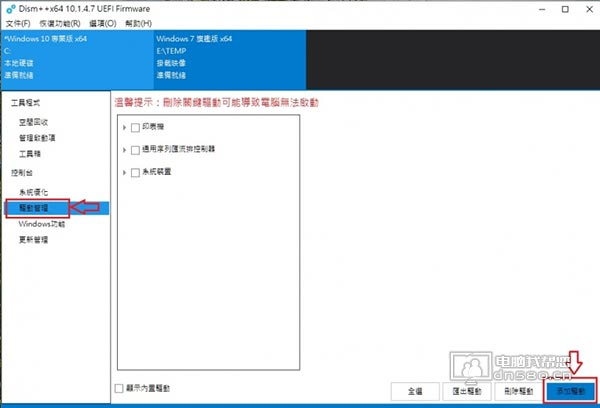 Dism++x64 10.1.4.7 UEFI Firmware
文件(F) 恢復功能(R) 選項(O) 幫助(H)
*Windows 10 專業版 x64
C:
本地硬碟
準備就緒
Windows 7 旗艦版 x64
E:\TEMP
掛載映像
準備就緒
工具程式
空間回收
管理啟動項
工具箱
控制台
系統優化
驅動管理
Windows功能
更新管理
溫馨提示：刪除關鍵驅動可能導致電腦無法啟動
印表機
通用序列匯流排控制器
系統裝置
顯示內置驅動
全選
匯出驅動
刪除驅動
添加驅動
电脑我帮您
dn580.cn